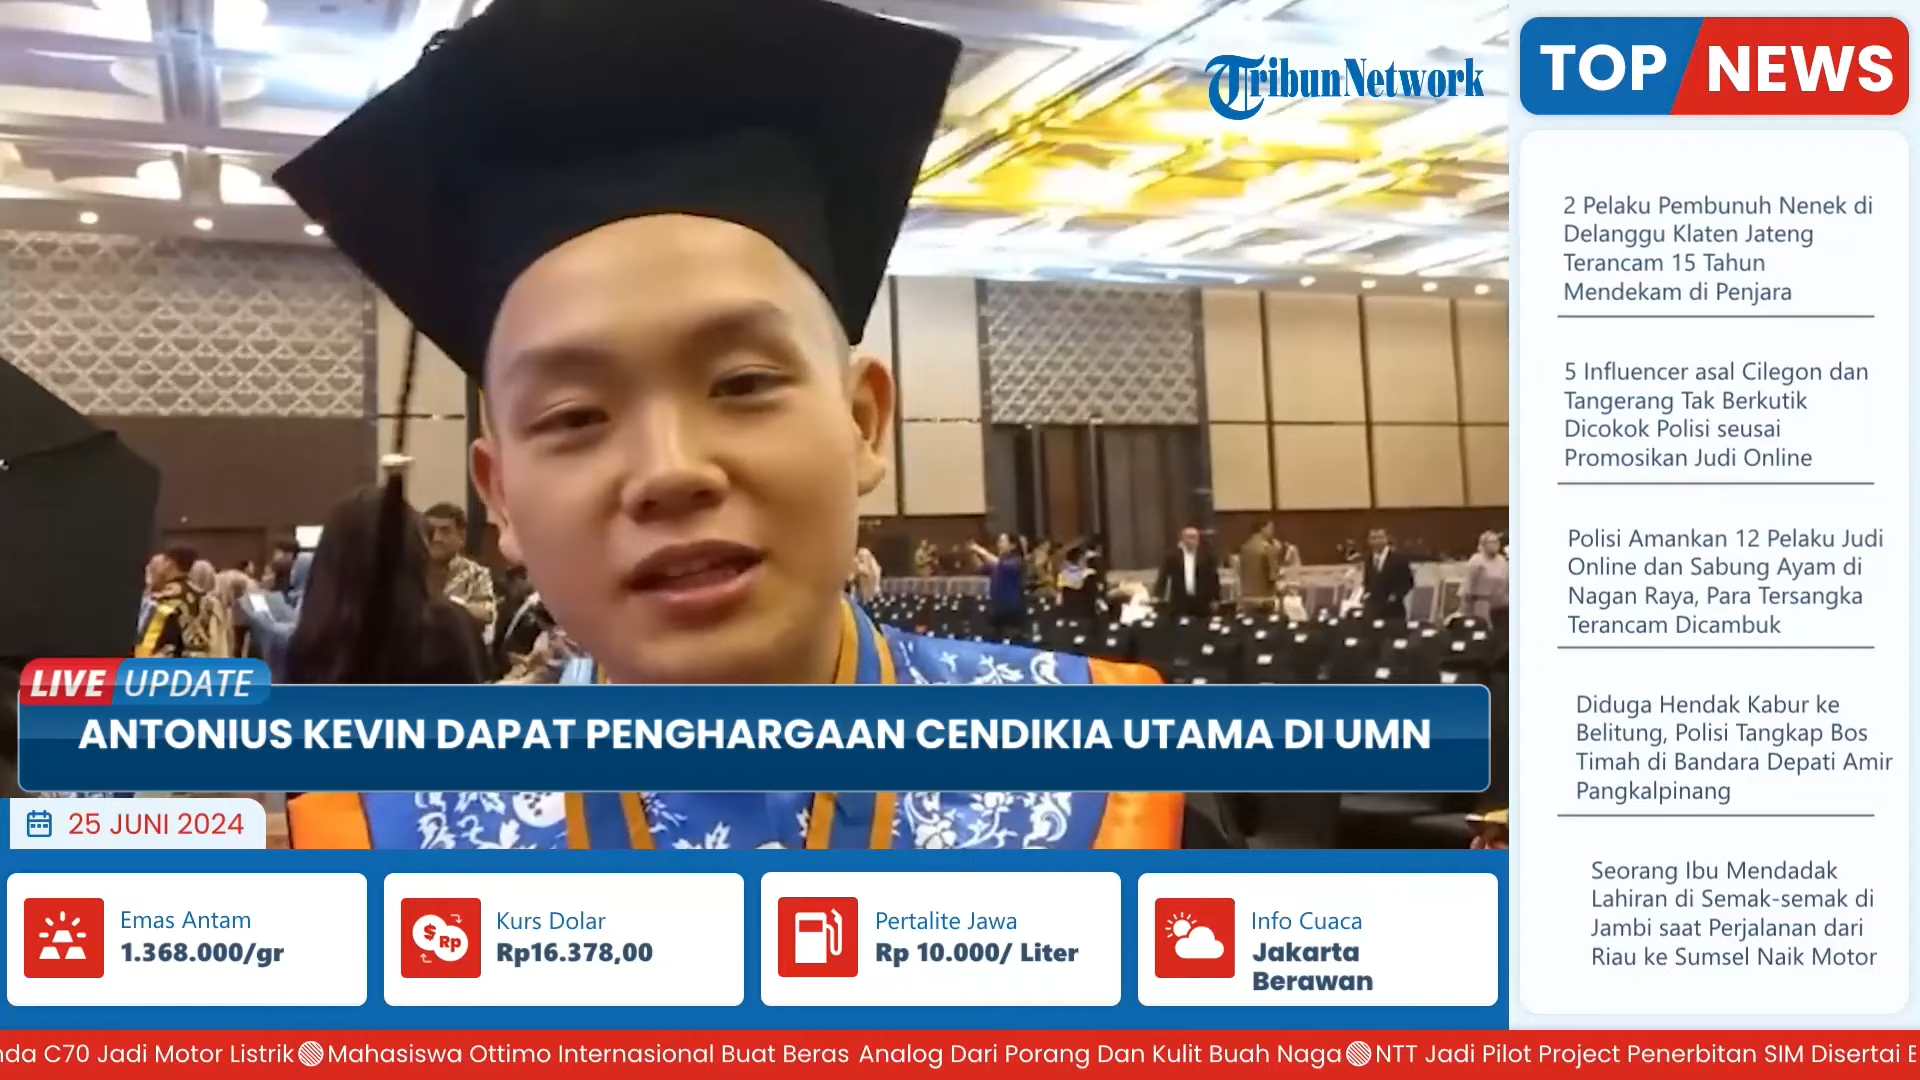 TribunNetwork
TOP NEWS
2 Pelaku Pembunuh Nenek di
Delanggu Klaten Jateng
Terancam 15 Tahun
Mendekam di Penjara
5 Influencer asal Cilegon dan
Tangerang Tak Berkutik
Dicokok Polisi seusai
Promosikan Judi Online
Polisi Amankan 12 Pelaku Judi
Online dan Sabung Ayam di
Nagan Raya, Para Tersangka
Terancam Dicambuk
Diduga Hendak Kabur ke
Belitung, Polisi Tangkap Bos
Timah di Bandara Depati Amir
Pangkalpinang
Seorang Ibu Mendadak
Lahiran di Semak-semak di
Jambi saat Perjalanan dari
Riau ke Sumsel Naik Motor
LIVE UPDATE
ANTONIUS KEVIN DAPAT PENGHARGAAN CENDIKIA UTAMA DI UMN
25 JUNI 2024
Emas Antam
1.368.000/gr
Kurs Dolar
$ Rp
Rp16.378,00
Pertalite Jawa
Rp 10.000/ Liter
Info Cuaca
Jakarta
Berawan
nda C70 Jadi Motor Listrik Mahasiswa Ottimo Internasional Buat Beras Analog Dari Porang Dan Kulit Buah Naga NTT Jadi Pilot Project Penerbitan SIM Disertai